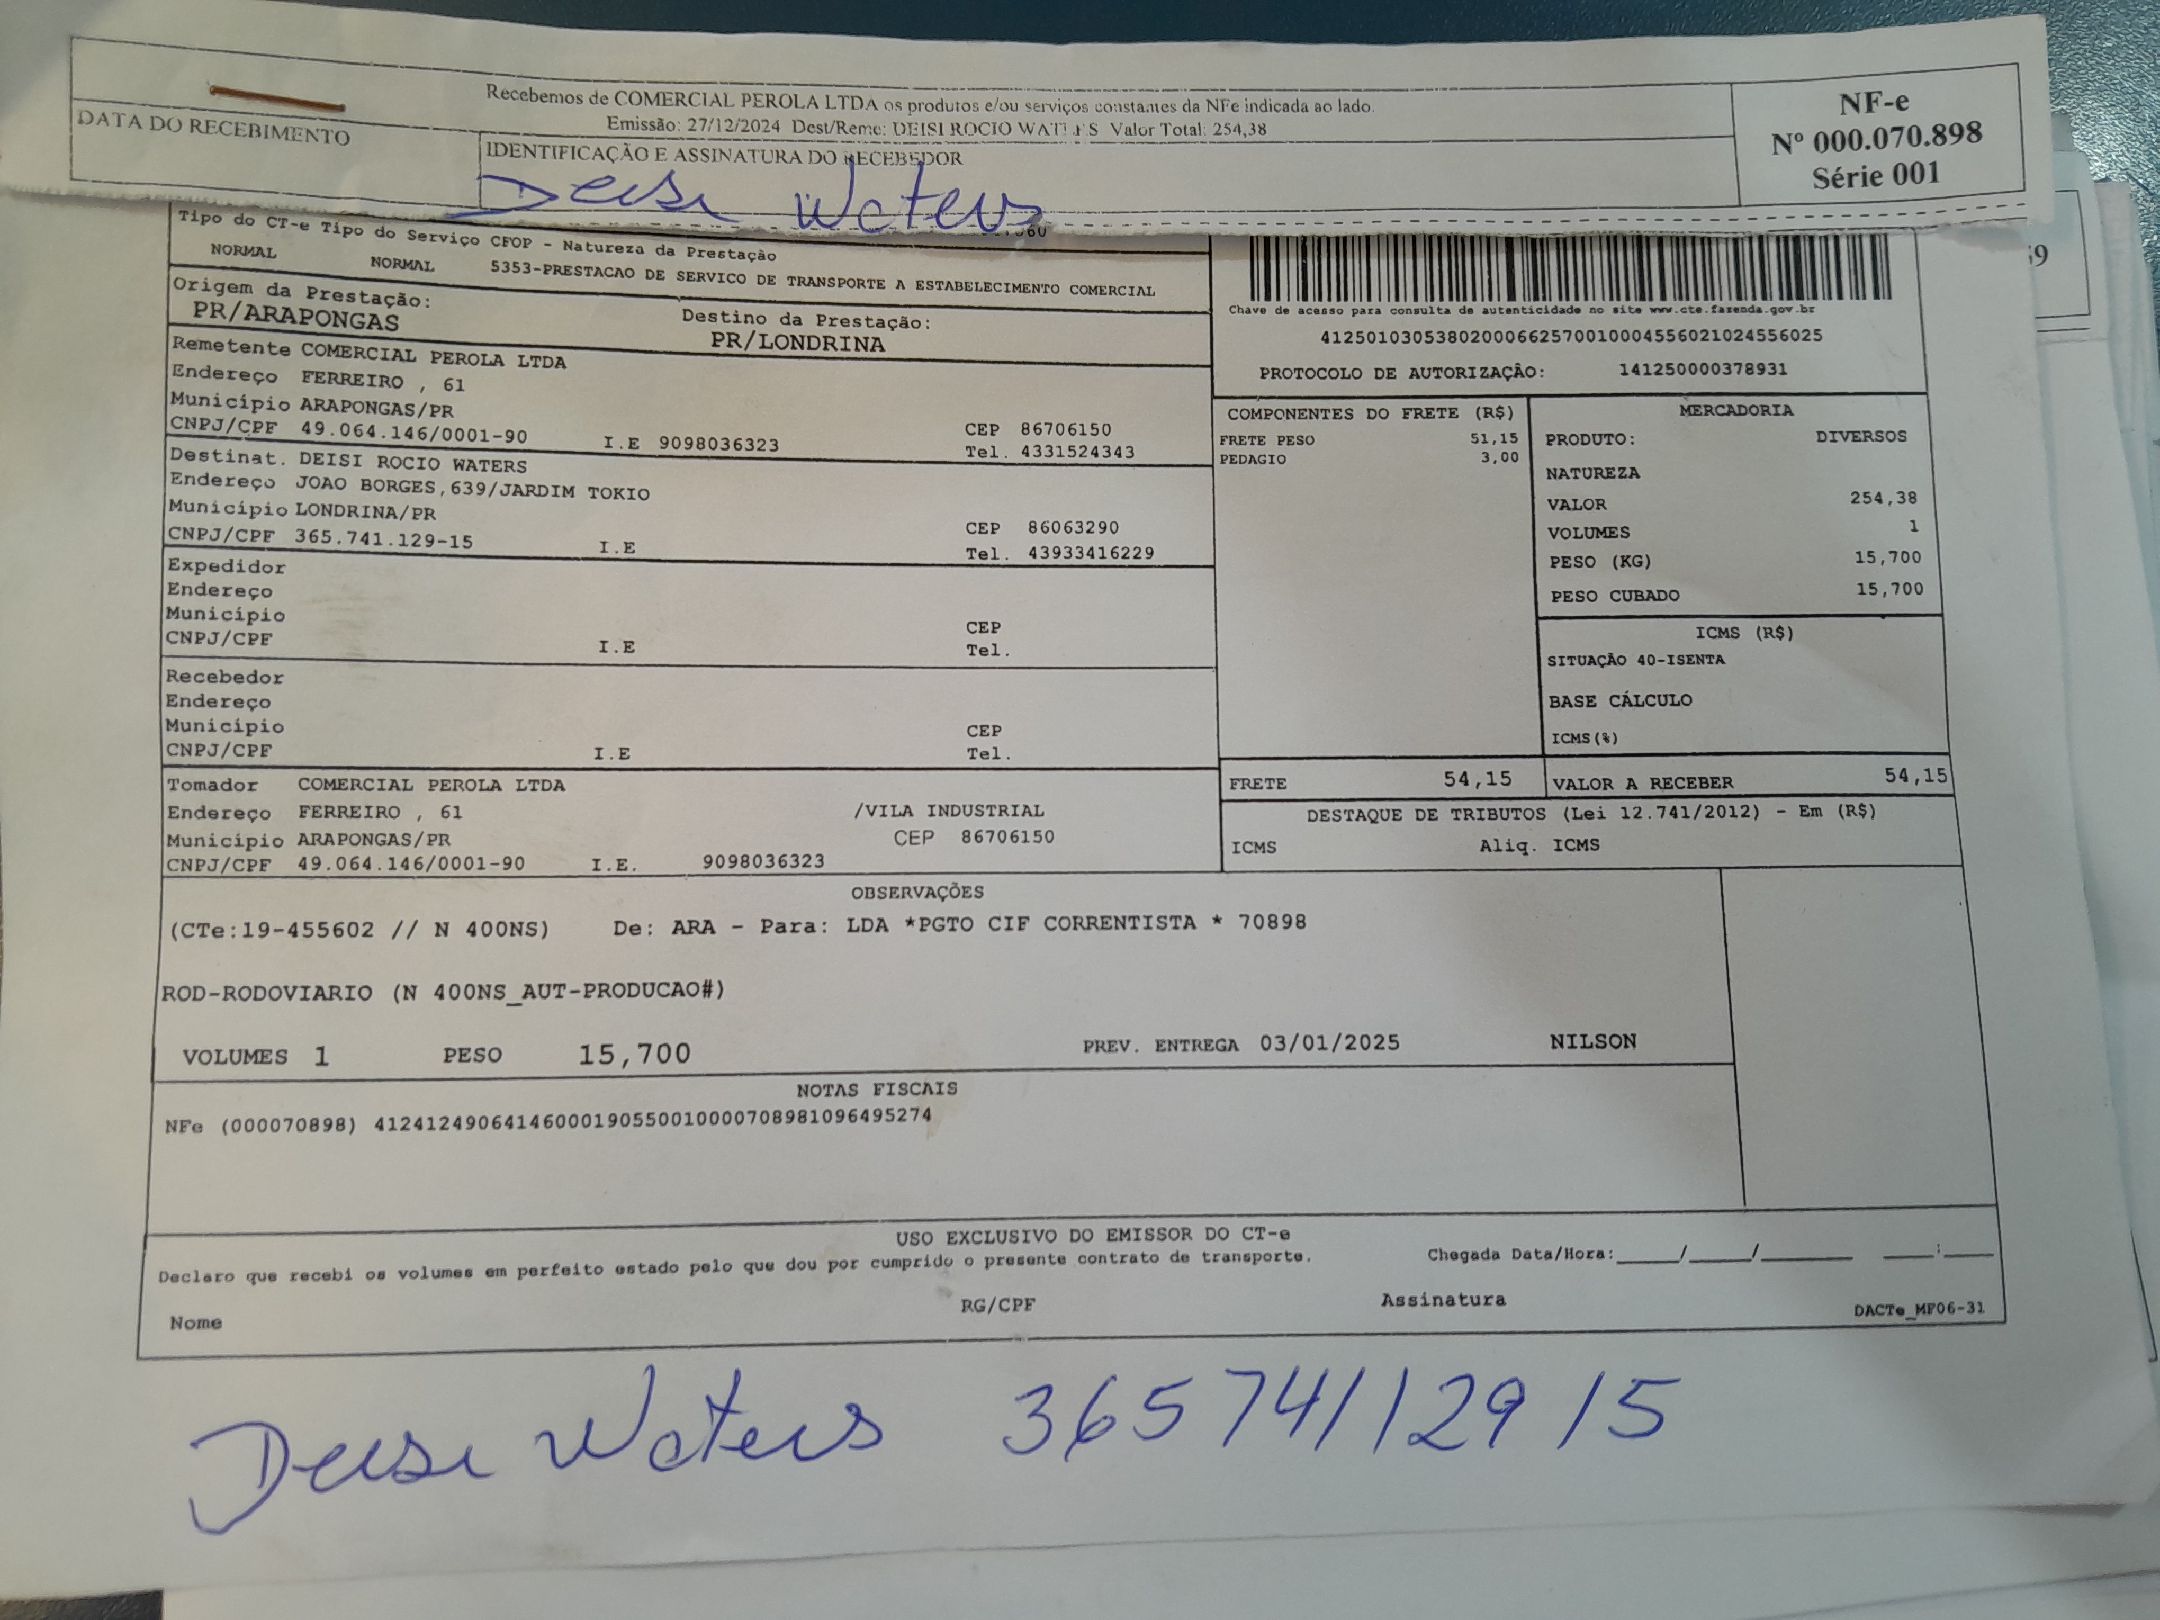 Recebemos de COMERCIAL PEROLA LTDA os produtos e/ou serviços constantes da NFe indicada ao lado.
Emissão: 27/12/2024 Dest/Reme: DEISI ROCIO WATERS Valor Total: 254,38
DATA DO RECEBIMENTO
IDENTIFICAÇÃO E ASSINATURA DO RECEBEDOR
Deisi Waters
NF-e
Nº 000.070.898
Série 001
Tipo do CT-e Tipo do Serviço CFOP - Natureza da Prestação
NORMAL NORMAL 5353-PRESTACAO DE SERVICO DE TRANSPORTE A ESTABELECIMENTO COMERCIAL
Origem da Prestação: Destino da Prestação:
PR/ARAPONGAS PR/LONDRINA
Remetente COMERCIAL PEROLA LTDA
Endereço FERREIRO , 61
Município ARAPONGAS/PR CEP 86706150
CNPJ/CPF 49.064.146/0001-90 I.E 9098036323 Tel. 4331524343
Destinat. DEISI ROCIO WATERS
Endereço JOAO BORGES,639/JARDIM TOKIO
Município LONDRINA/PR CEP 86063290
CNPJ/CPF 365.741.129-15 I.E Tel. 43933416229
Expedidor
Endereço
Município CEP
CNPJ/CPF I.E Tel.
Recebedor
Endereço
Município CEP
CNPJ/CPF I.E Tel.
Tomador COMERCIAL PEROLA LTDA
Endereço FERREIRO , 61 /VILA INDUSTRIAL
Município ARAPONGAS/PR CEP 86706150
CNPJ/CPF 49.064.146/0001-90 I.E. 9098036323
59
Chave de acesso para consulta de autenticidade no site www.cte.fazenda.gov.br
41250103053802000662570010004556021024556025
PROTOCOLO DE AUTORIZAÇÃO: 141250000378931
COMPONENTES DO FRETE (R$)
FRETE PESO 51,15
PEDAGIO 3,00
MERCADORIA
PRODUTO: DIVERSOS
NATUREZA
VALOR 254,38
VOLUMES 1
PESO (KG) 15,700
PESO CUBADO 15,700
ICMS (R$)
SITUAÇÃO 40-ISENTA
BASE CÁLCULO
ICMS(%)
FRETE 54,15 VALOR A RECEBER 54,15
DESTAQUE DE TRIBUTOS (Lei 12.741/2012) - Em (R$)
ICMS Aliq. ICMS
OBSERVAÇÕES
(CTe:19-455602 // N 400NS) De: ARA - Para: LDA *PGTO CIF CORRENTISTA * 70898
ROD-RODOVIARIO (N 400NS_AUT-PRODUCAO#)
VOLUMES 1 PESO 15,700 PREV. ENTREGA 03/01/2025 NILSON
NOTAS FISCAIS
NFe (000070898) 41241249064146000190550010000708981096495274
USO EXCLUSIVO DO EMISSOR DO CT-e
Declaro que recebi os volumes em perfeito estado pelo que dou por cumprido o presente contrato de transporte. Chegada Data/Hora:____/____/______ ___:___
Nome RG/CPF Assinatura DACTe_MF06-31
Deisi Waters 36574112915